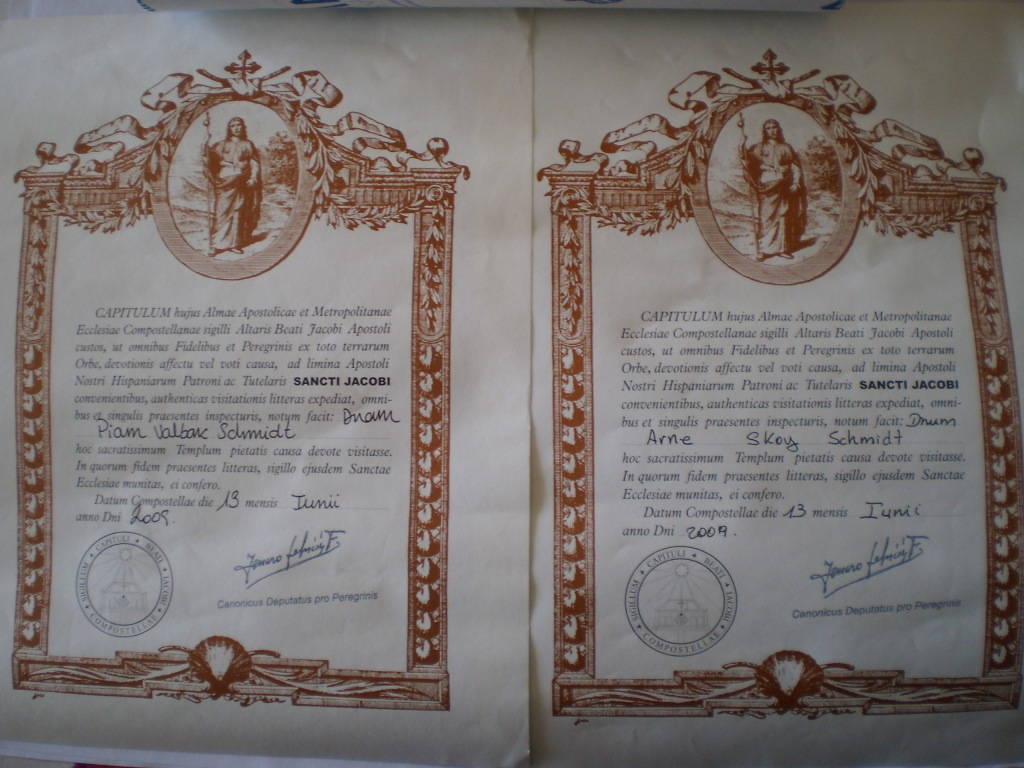 CAPITULUM hujus Almae Apostolicae et Metropolitanae
Ecclesiae Compostellanae sigilli Altaris Beati Jacobi Apostoli
custos, ut omnibus Fidelibus et Peregrinis ex toto terrarum
Orbe, devotionis affectu vel voti causa, ad limina Apostoli
Nostri Hispaniarum Patroni ac Tutelaris SANCTI JACOBI
convenientibus, authenticas visitationis litteras expediat, omni-
bus et singulis praesentes inspecturis, notum facit: Dnam
Piam Schmidt
hoc sacratissimum Templum pietatis causa devote visitasse.
In quorum fidem praesentes litteras, sigillo ejusdem Sanctae
Ecclesiae munitas, ei confero.
Datum Compostellae die 13 mensis Iunii
anno Dni 2009.
SIGILLUM CAPITULI BEATI JACOBI COMPOSTELLAE
Canonicus Deputatus pro Peregrinis
CAPITULUM hujus Almae Apostolicae et Metropolitanae
Ecclesiae Compostellanae sigilli Altaris Beati Jacobi Apostoli
custos, ut omnibus Fidelibus et Peregrinis ex toto terrarum
Orbe, devotionis affectu vel voti causa, ad limina Apostoli
Nostri Hispaniarum Patroni ac Tutelaris SANCTI JACOBI
convenientibus, authenticas visitationis litteras expediat, omni-
bus et singulis praesentes inspecturis, notum facit: Dnum
Arne Skoy Schmidt
hoc sacratissimum Templum pietatis causa devote visitasse.
In quorum fidem praesentes litteras, sigillo ejusdem Sanctae
Ecclesiae munitas, ei confero.
Datum Compostellae die 13 mensis Iunii
anno Dni 2009.
SIGILLUM CAPITULI BEATI JACOBI COMPOSTELLAE
Canonicus Deputatus pro Peregrinis